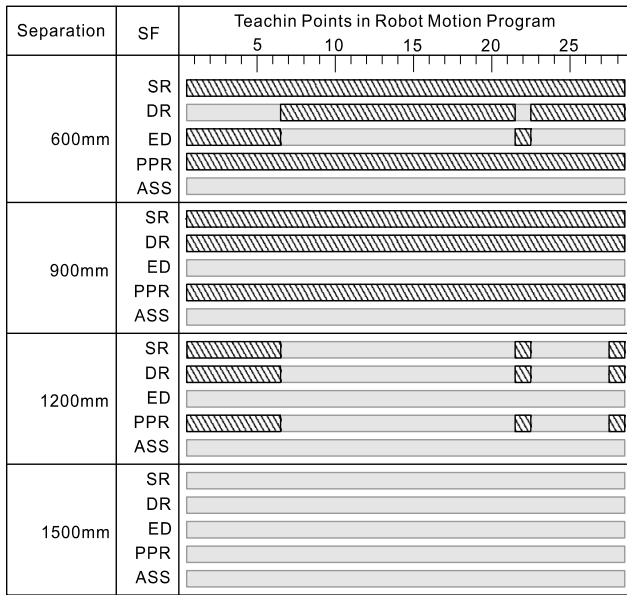 Separation
SF
Teachin Points in Robot Motion Program
5 10 15 20 25
600mm
SR
DR
ED
PPR
ASS
900mm
SR
DR
ED
PPR
ASS
1200mm
SR
DR
ED
PPR
ASS
1500mm
SR
DR
ED
PPR
ASS